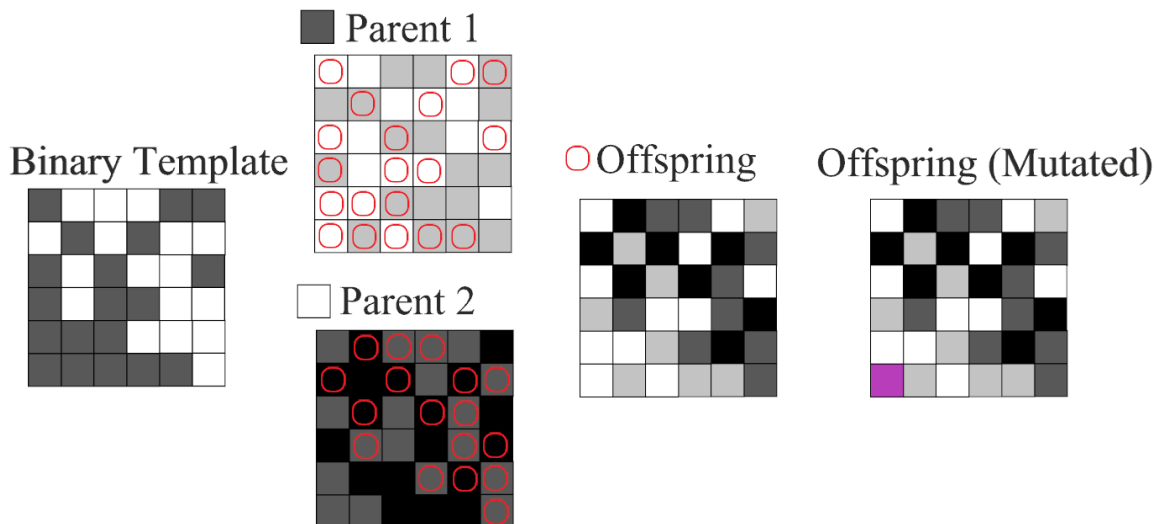 Parent 1
Binary Template
Offspring
Offspring (Mutated)
Parent 2